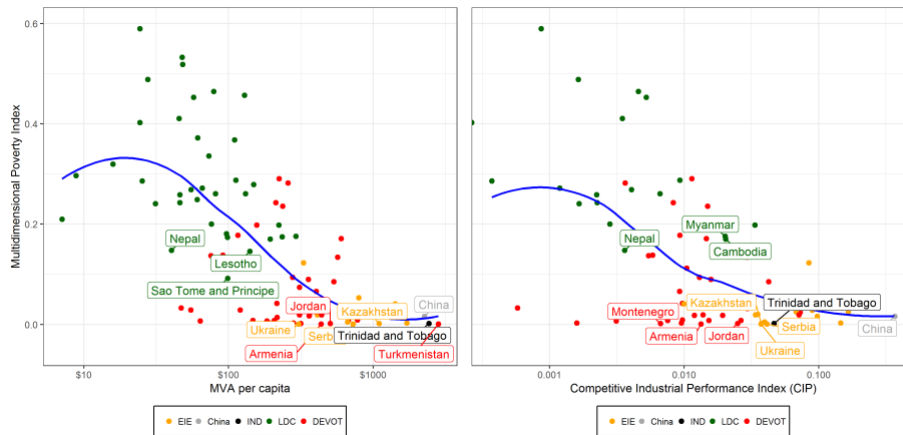 Multidimensional Poverty Index
0.6
0.4
0.2
0.0
Nepal
Lesotho
Sao Tome and Principe
Jordan
Kazakhstan
China
Ukraine
Serb
Trinidad and Tobago
Armenia
Turkmenistan
$10
$100
$1000
MVA per capita
EIE China IND LDC DEVOT
Myanmar
Nepal
Cambodia
Montenegro
Kazakhstan
Trinidad and Tobago
Armenia
Jordan
Serbia
China
Ukraine
0.001
0.010
0.100
Competitive Industrial Performance Index (CIP)
EIE China IND LDC DEVOT